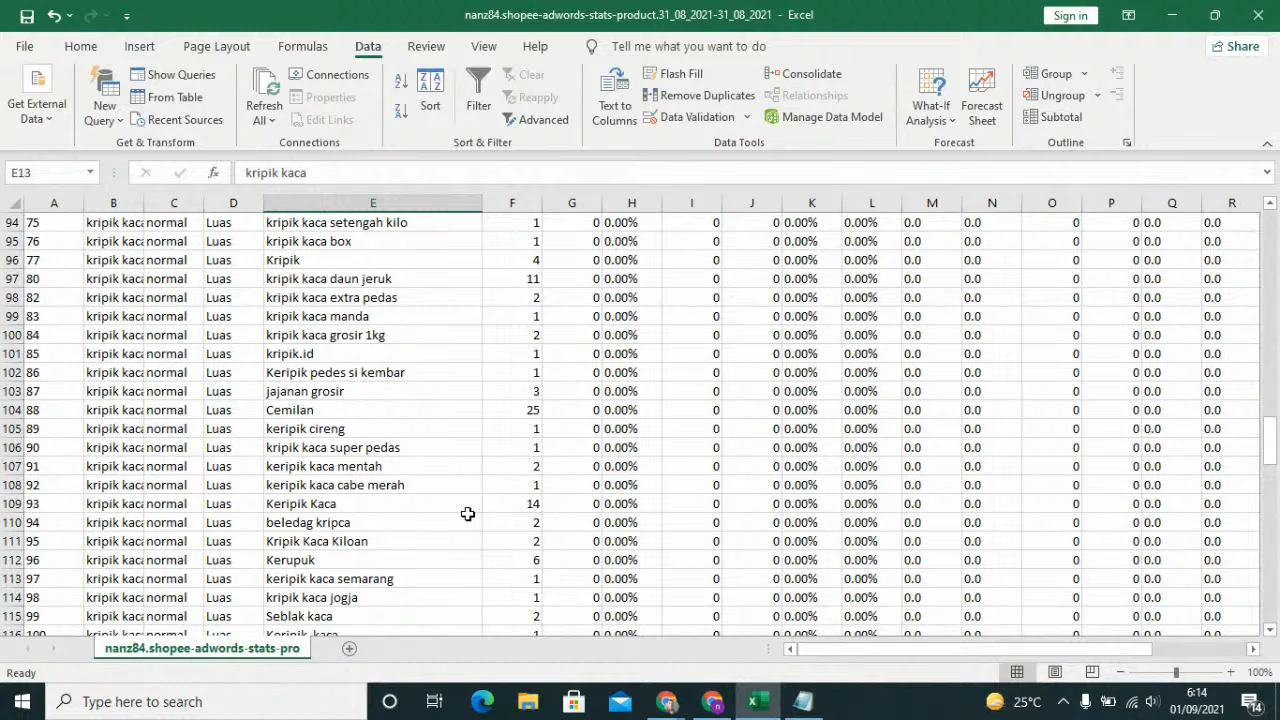 nanz84.shopee-adwords-stats-product.31_08_2021-31_08_2021 - Excel
Sign in
File Home Insert Page Layout Formulas Data Review View Help Tell me what you want to do Share
Get External Data
New Query
Show Queries
From Table
Recent Sources
Get & Transform
Refresh All
Connections
Properties
Edit Links
Connections
Sort
Filter
Clear
Reapply
Advanced
Sort & Filter
Text to Columns
Flash Fill
Remove Duplicates
Data Validation
Consolidate
Relationships
Manage Data Model
Data Tools
What-If Analysis
Forecast Sheet
Forecast
Group
Ungroup
Subtotal
Outline
E13 fx kripik kaca
A B C D E F G H I J K L M N O P Q R
94 75 kripik kaca normal Luas kripik kaca setengah kilo 1 0 0.00% 0 0 0.00% 0.00% 0.0 0.0 0 0 0.0 0.0
95 76 kripik kaca normal Luas kripik kaca box 1 0 0.00% 0 0 0.00% 0.00% 0.0 0.0 0 0 0.0 0.0
96 77 kripik kaca normal Luas Kripik 4 0 0.00% 0 0 0.00% 0.00% 0.0 0.0 0 0 0.0 0.0
97 80 kripik kaca normal Luas kripik kaca daun jeruk 11 0 0.00% 0 0 0.00% 0.00% 0.0 0.0 0 0 0.0 0.0
98 82 kripik kaca normal Luas kripik kaca extra pedas 2 0 0.00% 0 0 0.00% 0.00% 0.0 0.0 0 0 0.0 0.0
99 83 kripik kaca normal Luas kripik kaca manda 1 0 0.00% 0 0 0.00% 0.00% 0.0 0.0 0 0 0.0 0.0
100 84 kripik kaca normal Luas kripik kaca grosir 1kg 2 0 0.00% 0 0 0.00% 0.00% 0.0 0.0 0 0 0.0 0.0
101 85 kripik kaca normal Luas kripik.id 1 0 0.00% 0 0 0.00% 0.00% 0.0 0.0 0 0 0.0 0.0
102 86 kripik kaca normal Luas Keripik pedes si kembar 1 0 0.00% 0 0 0.00% 0.00% 0.0 0.0 0 0 0.0 0.0
103 87 kripik kaca normal Luas jajanan grosir 3 0 0.00% 0 0 0.00% 0.00% 0.0 0.0 0 0 0.0 0.0
104 88 kripik kaca normal Luas Cemilan 25 0 0.00% 0 0 0.00% 0.00% 0.0 0.0 0 0 0.0 0.0
105 89 kripik kaca normal Luas keripik cireng 1 0 0.00% 0 0 0.00% 0.00% 0.0 0.0 0 0 0.0 0.0
106 90 kripik kaca normal Luas kripik kaca super pedas 1 0 0.00% 0 0 0.00% 0.00% 0.0 0.0 0 0 0.0 0.0
107 91 kripik kaca normal Luas keripik kaca mentah 2 0 0.00% 0 0 0.00% 0.00% 0.0 0.0 0 0 0.0 0.0
108 92 kripik kaca normal Luas keripik kaca cabe merah 1 0 0.00% 0 0 0.00% 0.00% 0.0 0.0 0 0 0.0 0.0
109 93 kripik kaca normal Luas Keripik Kaca 14 0 0.00% 0 0 0.00% 0.00% 0.0 0.0 0 0 0.0 0.0
110 94 kripik kaca normal Luas beledag kripca 2 0 0.00% 0 0 0.00% 0.00% 0.0 0.0 0 0 0.0 0.0
111 95 kripik kaca normal Luas Kripik Kaca Kiloan 2 0 0.00% 0 0 0.00% 0.00% 0.0 0.0 0 0 0.0 0.0
112 96 kripik kaca normal Luas Kerupuk 6 0 0.00% 0 0 0.00% 0.00% 0.0 0.0 0 0 0.0 0.0
113 97 kripik kaca normal Luas keripik kaca semarang 1 0 0.00% 0 0 0.00% 0.00% 0.0 0.0 0 0 0.0 0.0
114 98 kripik kaca normal Luas kripik kaca jogja 1 0 0.00% 0 0 0.00% 0.00% 0.0 0.0 0 0 0.0 0.0
115 99 kripik kaca normal Luas Seblak kaca 2 0 0.00% 0 0 0.00% 0.00% 0.0 0.0 0 0 0.0 0.0
116 100 kripik kaca normal Luas Keripik kaca 1 0 0.00% 0 0 0.00% 0.00% 0.0 0.0 0 0 0.0 0.0
nanz84.shopee-adwords-stats-pro
Ready 100%
Type here to search 25°C 6:14
01/09/2021 14